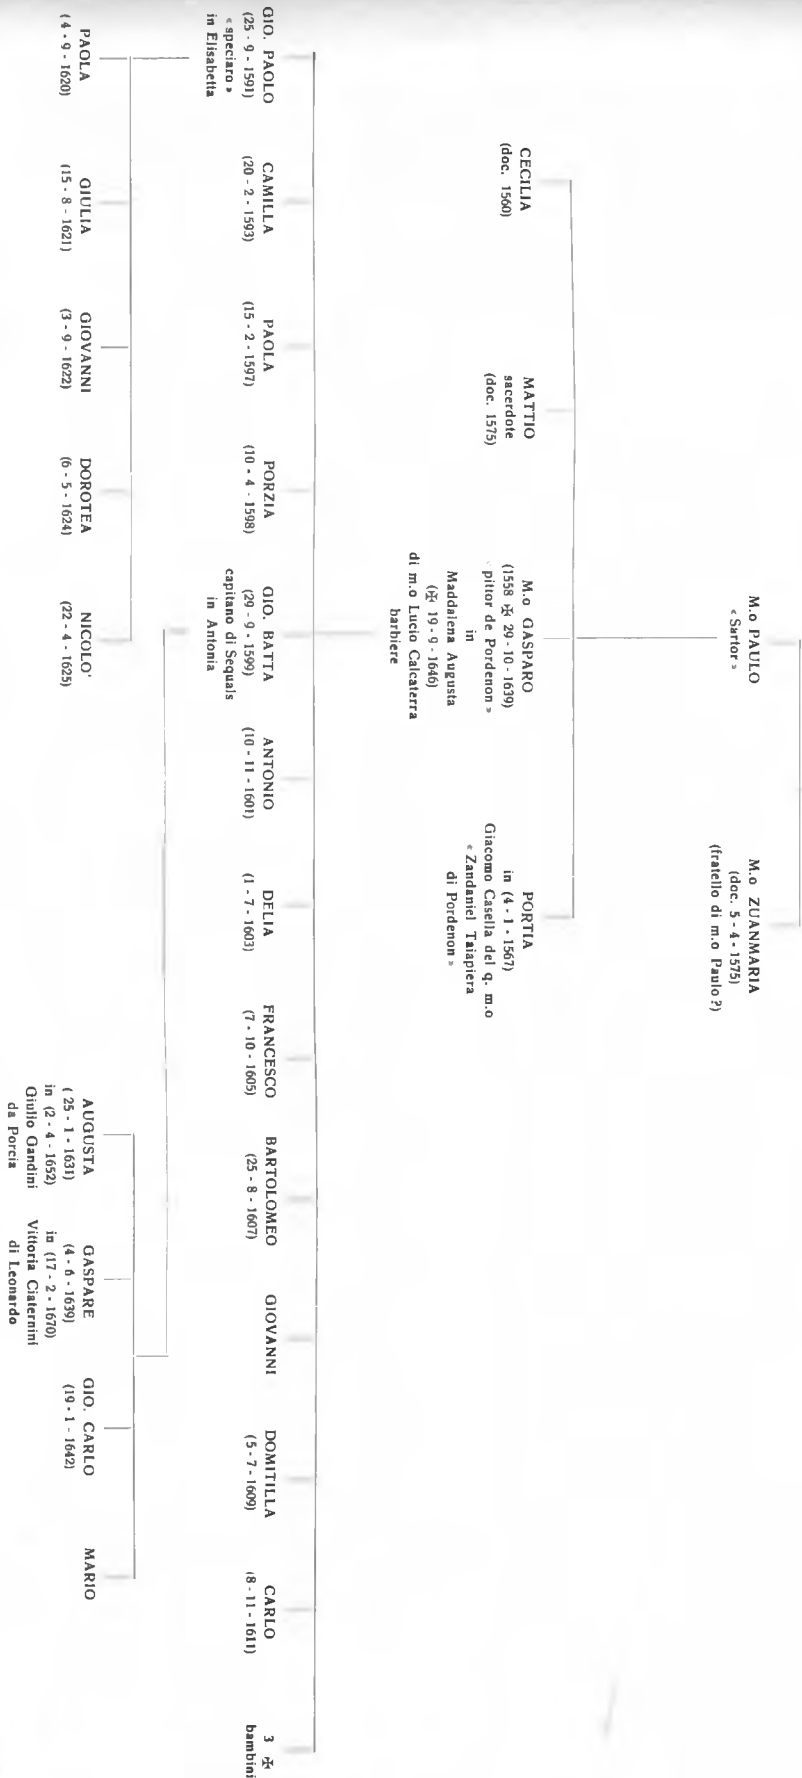 M.o PAULO
« Sartor »
M.o ZUANMARIA
(doc. 5 - 4 - 1575)
(fratello di m.o Paulo ?)
CECILIA
(doc. 1560)
MATTIO
sacerdote
(doc. 1575)
M.o GASPARO
(1558 ✠ 29 - 10 - 1639)
« pittor de Pordenon »
in
Maddalena Augusta
(✠ 19 - 9 - 1646)
di m.o Lucio Calcaterra
barbiere
PORTIA
in (4 - 1 - 1567)
Giacomo Casella del q. m.o
« Zandaniel Taiapiera
di Pordenon »
GIO. PAOLO
(25 - 9 - 1591)
« speciaro »
in Elisabetta
CAMILLA
(20 - 2 - 1593)
PAOLA
(15 - 2 - 1597)
PORZIA
(10 - 4 - 1598)
GIO. BATTA
(29 - 9 - 1599)
capitano di Sequals
in Antonia
ANTONIO
(10 - 11 - 1601)
DELIA
(1 - 7 - 1603)
FRANCESCO
(7 - 10 - 1605)
BARTOLOMEO
(25 - 8 - 1607)
GIOVANNI
DOMITILLA
(5 - 7 - 1609)
CARLO
(8 - 11 - 1611)
3 ✠
bambini
PAOLA
( 4 - 9 - 1620)
GIULIA
(15 - 8 - 1621)
GIOVANNI
(3 - 9 - 1622)
DOROTEA
(6 - 5 - 1624)
NICOLO'
(22 - 4 - 1625)
AUGUSTA
( 25 - 1 - 1631)
in (2 - 4 - 1652)
Giulio Gandini
da Porcia
GASPARE
(4 - 6 - 1639)
in (17 - 2 - 1670)
Vittoria Ciaternini
di Leonardo
GIO. CARLO
(19 - 1 - 1642)
MARIO